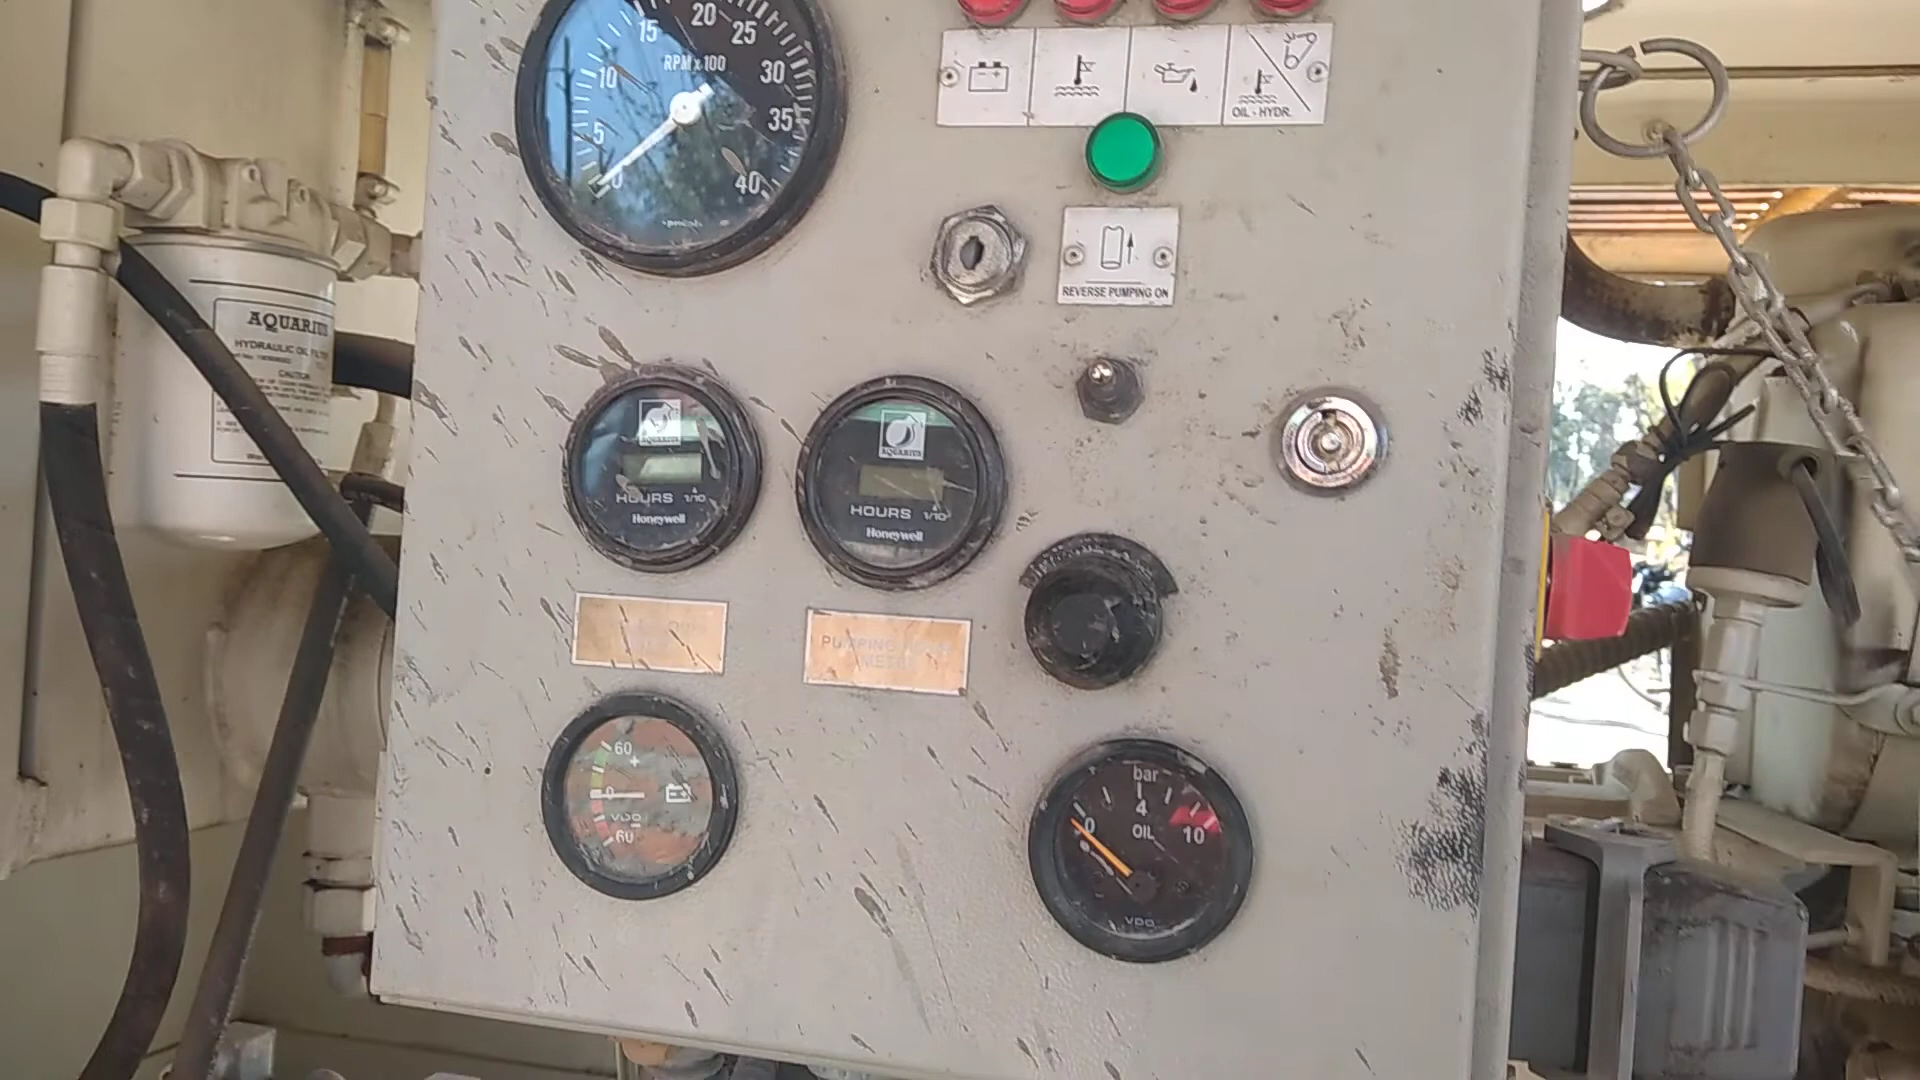 20
15
25
RPM x 100
10
30
35
5
0
40
OIL - HYDR.
REVERSE PUMPING ON
AQUARIUS
HYDRAULIC OIL FILTER
CAUTION
AQUARIUS
HOURS 1/10
Honeywell
AQUARIUS
HOURS 1/10
Honeywell
PUMPING
METER
60
+
0
VDO
60
bar
4
0
OIL
10
VDO